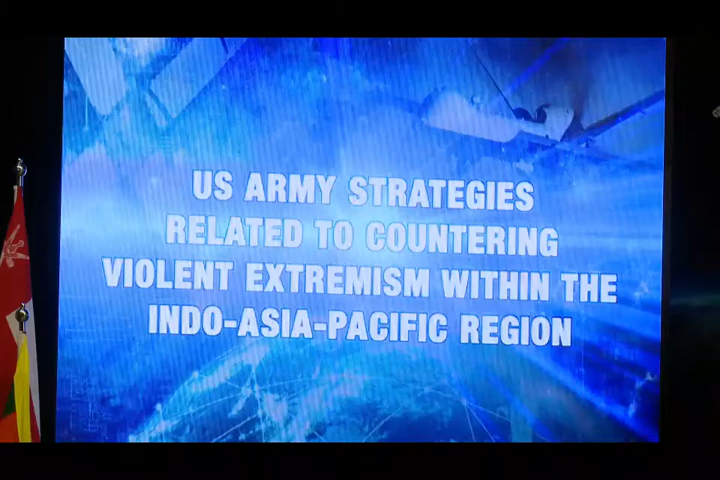 US ARMY STRATEGIES
RELATED TO COUNTERING
VIOLENT EXTREMISM WITHIN THE
INDO-ASIA-PACIFIC REGION